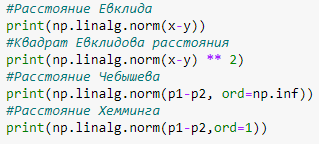 #Расстояние Евклида
print(np.linalg.norm(x-y))
#Квадрат Евклидова расстояния
print(np.linalg.norm(x-y) ** 2)
#Расстояние Чебышева
print(np.linalg.norm(p1-p2, ord=np.inf))
#Расстояние Хемминга
print(np.linalg.norm(p1-p2,ord=1))